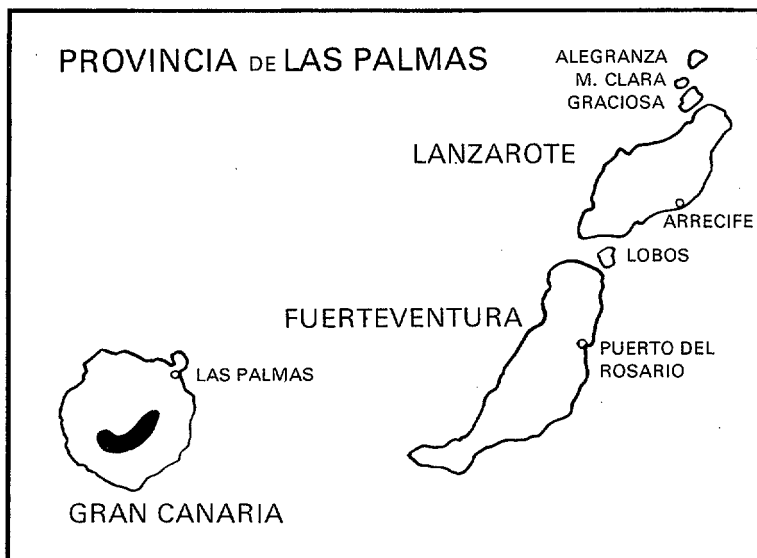 PROVINCIA DE LAS PALMAS
ALEGRANZA
M. CLARA
GRACIOSA
LANZAROTE
ARRECIFE
LOBOS
FUERTEVENTURA
PUERTO DEL
ROSARIO
LAS PALMAS
GRAN CANARIA